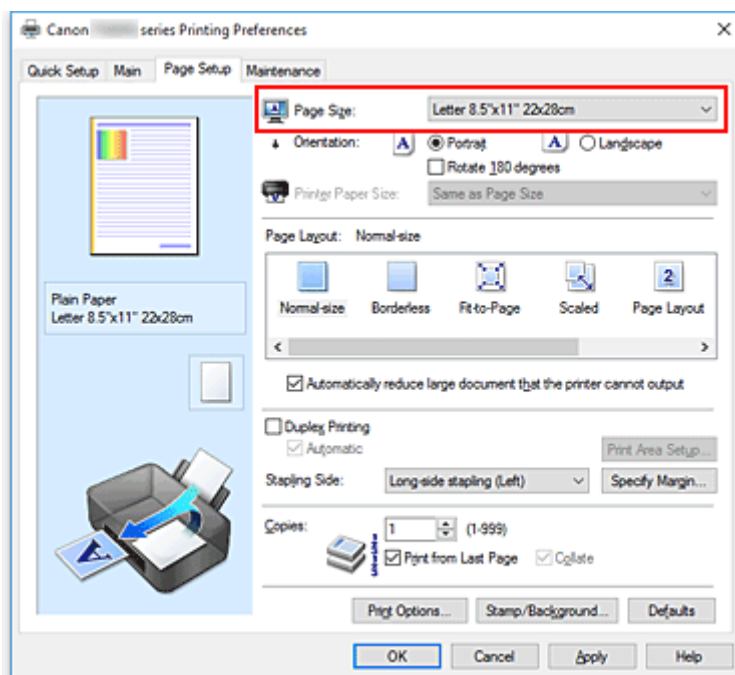 Canon series Printing Preferences
Quick Setup Main Page Setup Maintenance
Page Size: Letter 8.5"x11" 22x28cm
Orientation: A Portrait A Landscape
Rotate 180 degrees
Printer Paper Size: Same as Page Size
Page Layout: Normal-size
Normal-size Borderless Fit-to-Page Scaled Page Layout
Plain Paper
Letter 8.5"x11" 22x28cm
Automatically reduce large document that the printer cannot output
Duplex Printing
Automatic
Print Area Setup...
Stapling Side: Long-side stapling (Left) Specify Margin...
Copies: 1 (1-999)
Print from Last Page Collate
Print Options... Stamp/Background... Defaults
OK Cancel Apply Help